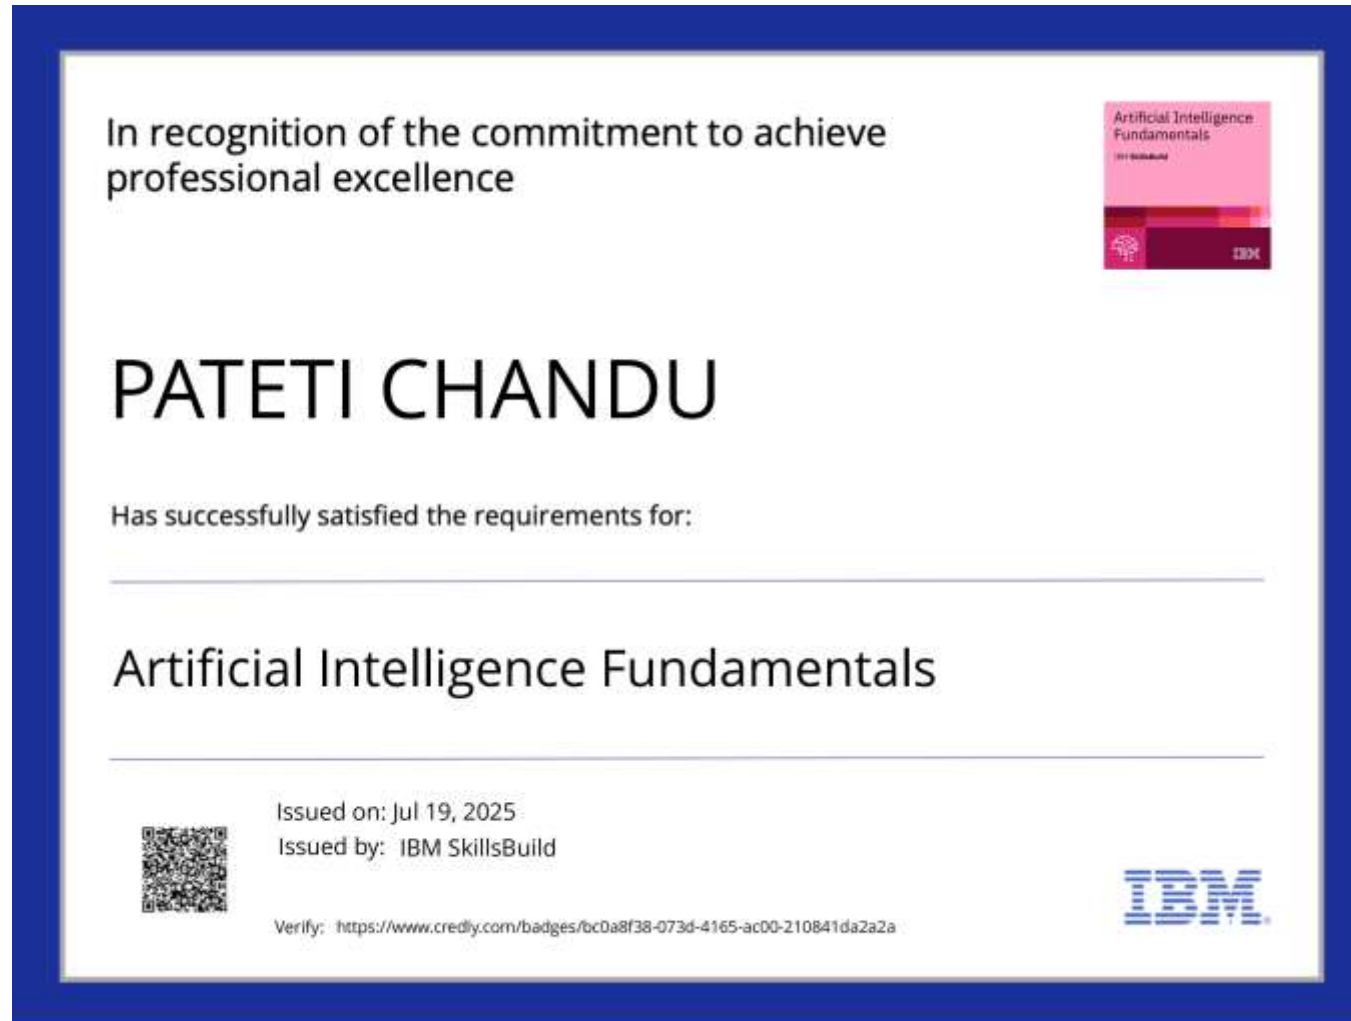 In recognition of the commitment to achieve
professional excellence
Artificial Intelligence
Fundamentals
IBM SkillsBuild
IBM
PATETI CHANDU
Has successfully satisfied the requirements for:
Artificial Intelligence Fundamentals
Issued on: Jul 19, 2025
Issued by: IBM SkillsBuild
Verify: https://www.credly.com/badges/bc0a8f38-073d-4165-ac00-210841da2a2a
IBM